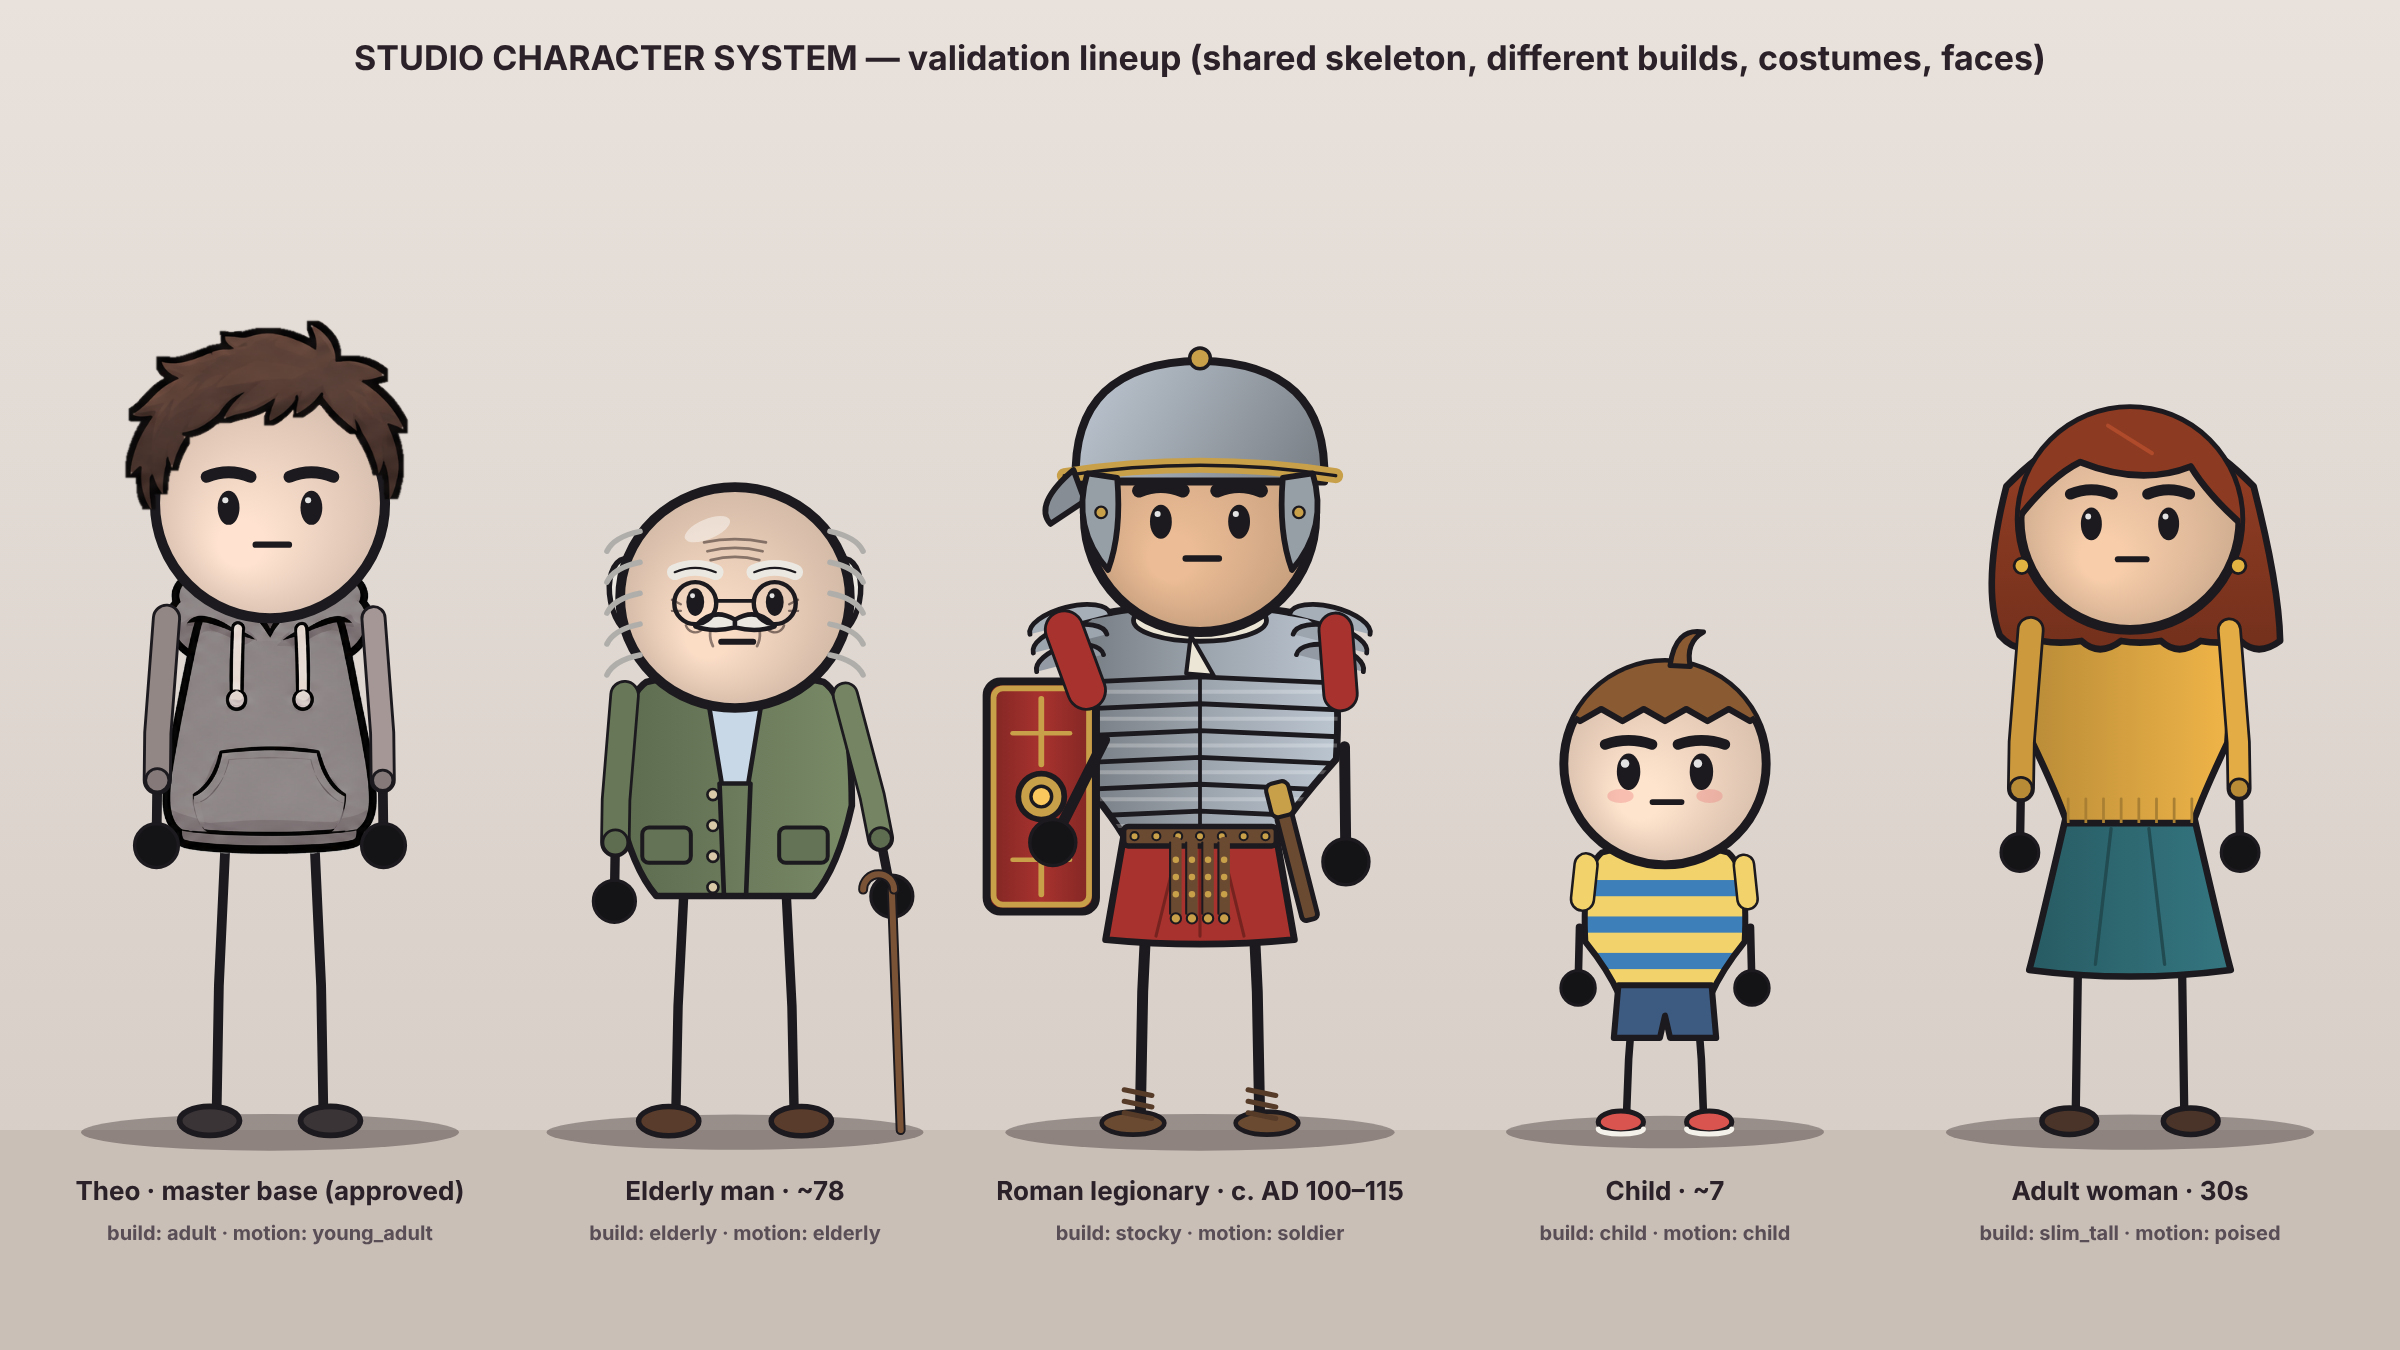 STUDIO CHARACTER SYSTEM — validation lineup (shared skeleton, different builds, costumes, faces)
Theo · master base (approved)
build: adult · motion: young_adult
Elderly man · ~78
build: elderly · motion: elderly
Roman legionary · c. AD 100–115
build: stocky · motion: soldier
Child · ~7
build: child · motion: child
Adult woman · 30s
build: slim_tall · motion: poised